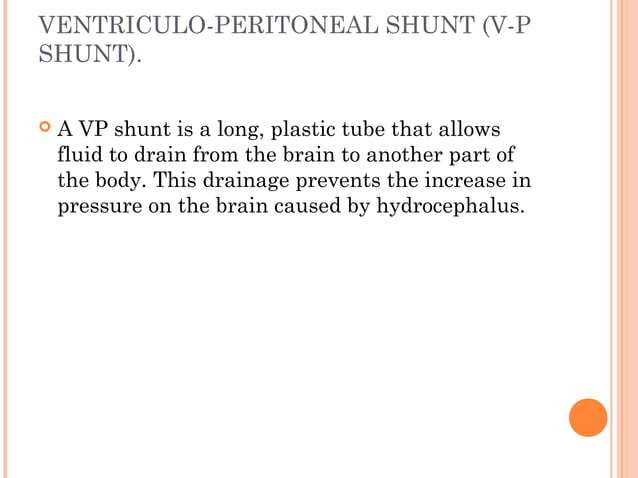 VENTRICULO-PERITONEAL SHUNT (V-P
SHUNT).
A VP shunt is a long, plastic tube that allows
fluid to drain from the brain to another part of
the body. This drainage prevents the increase in
pressure on the brain caused by hydrocephalus.